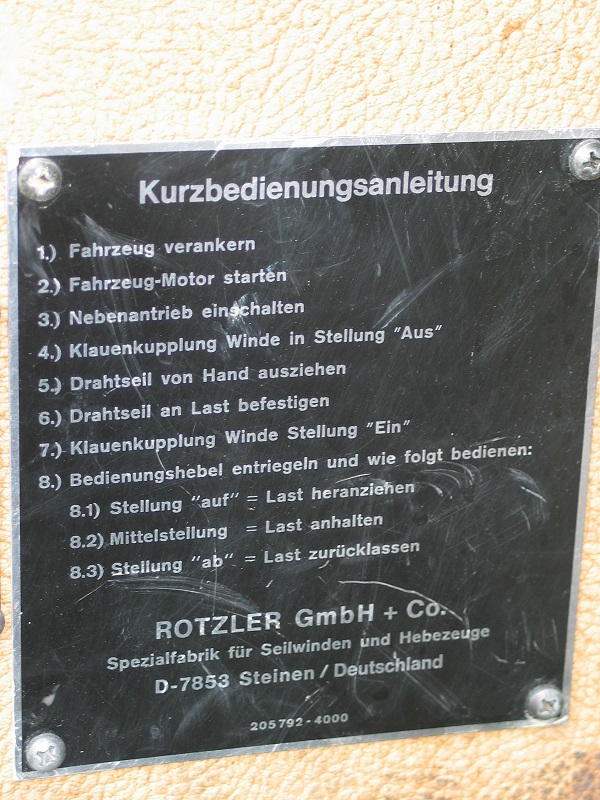 Kurzbedienungsanleitung
1.) Fahrzeug verankern
2.) Fahrzeug-Motor starten
3.) Nebenantrieb einschalten
4.) Klauenkupplung Winde in Stellung "Aus"
5.) Drahtseil von Hand ausziehen
6.) Drahtseil an Last befestigen
7.) Klauenkupplung Winde Stellung "Ein"
8.) Bedienungshebel entriegeln und wie folgt bedienen:
8.1) Stellung "auf" = Last heranziehen
8.2) Mittelstellung = Last anhalten
8.3) Stellung "ab" = Last zurücklassen
ROTZLER GmbH + Co.
Spezialfabrik für Seilwinden und Hebezeuge
D-7853 Steinen / Deutschland
205792-4000